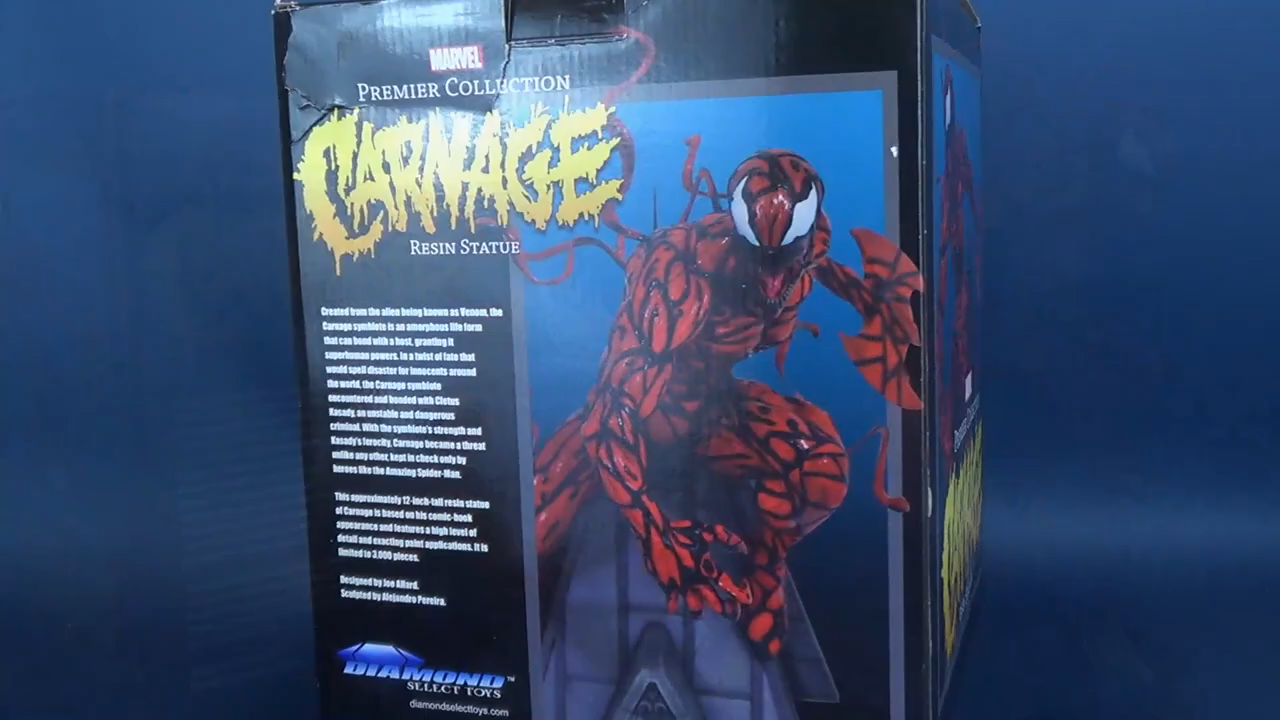 MARVEL
PREMIER COLLECTION
CARNAGE
RESIN STATUE
Created from the alien being known as Venom, the
Carnage symbiote is an amorphous life form
that can bond with a host, granting it
superhuman powers. In a twist of fate that
would spell disaster for innocents around
the world, the Carnage symbiote
encountered and bonded with Cletus
Kasady, an unstable and dangerous
criminal. With the symbiote's strength and
Kasady's ferocity, Carnage became a threat
unlike any other, kept in check only by
heroes like the Amazing Spider-Man.
This approximately 12-inch-tall resin statue
of Carnage is based on his comic-book
appearance and features a high level of
detail and exacting paint applications. It is
limited to 3,000 pieces.
Designed by Joe Allard.
Sculpted by Alejandro Pereira.
DIAMOND™
SELECT TOYS
diamondselecttoys.com
CARNAGE